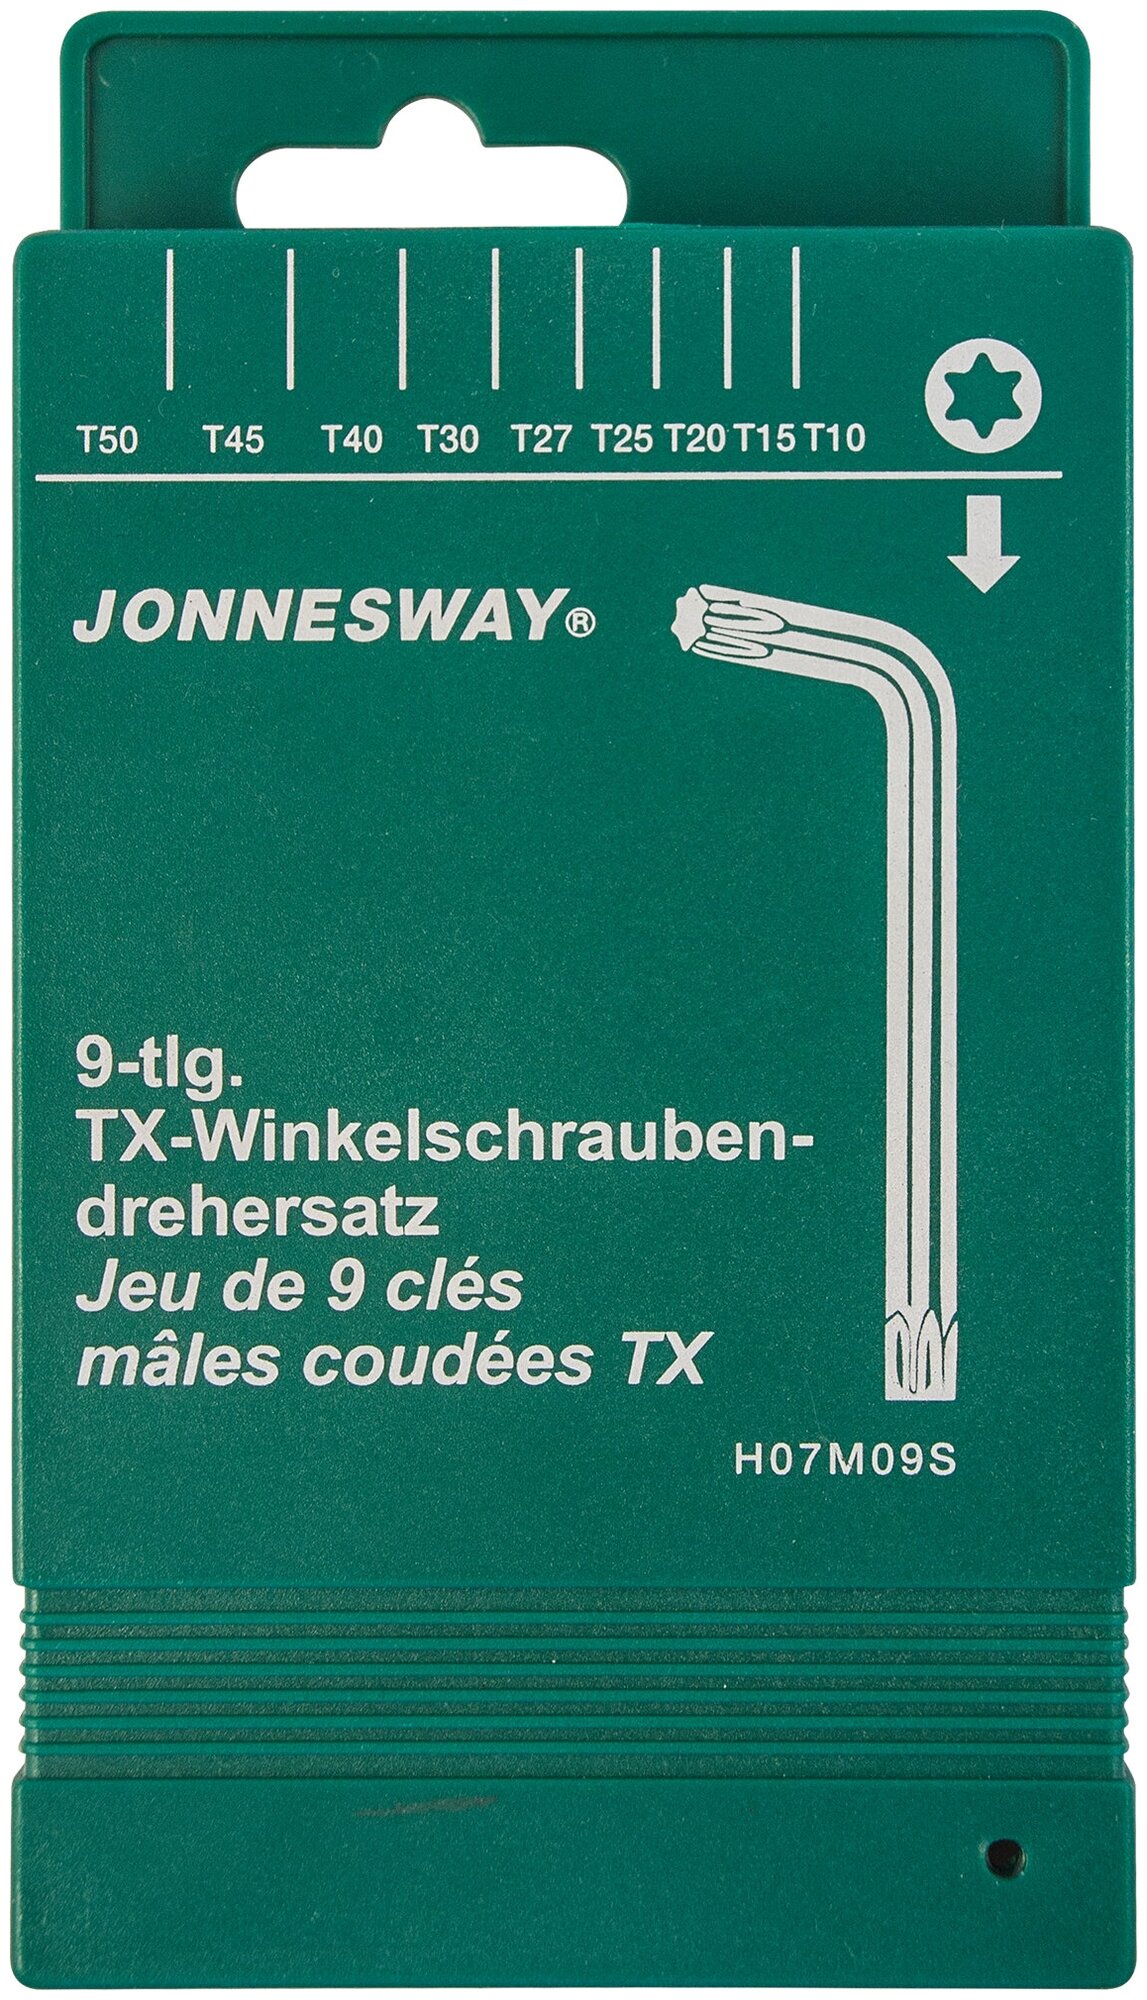 T50 T45 T40 T30 T27 T25 T20 T15 T10
JONNESWAY®
9-tlg.
TX-Winkelschrauben-
drehersatz
Jeu de 9 clés
mâles coudées TX
H07M09S